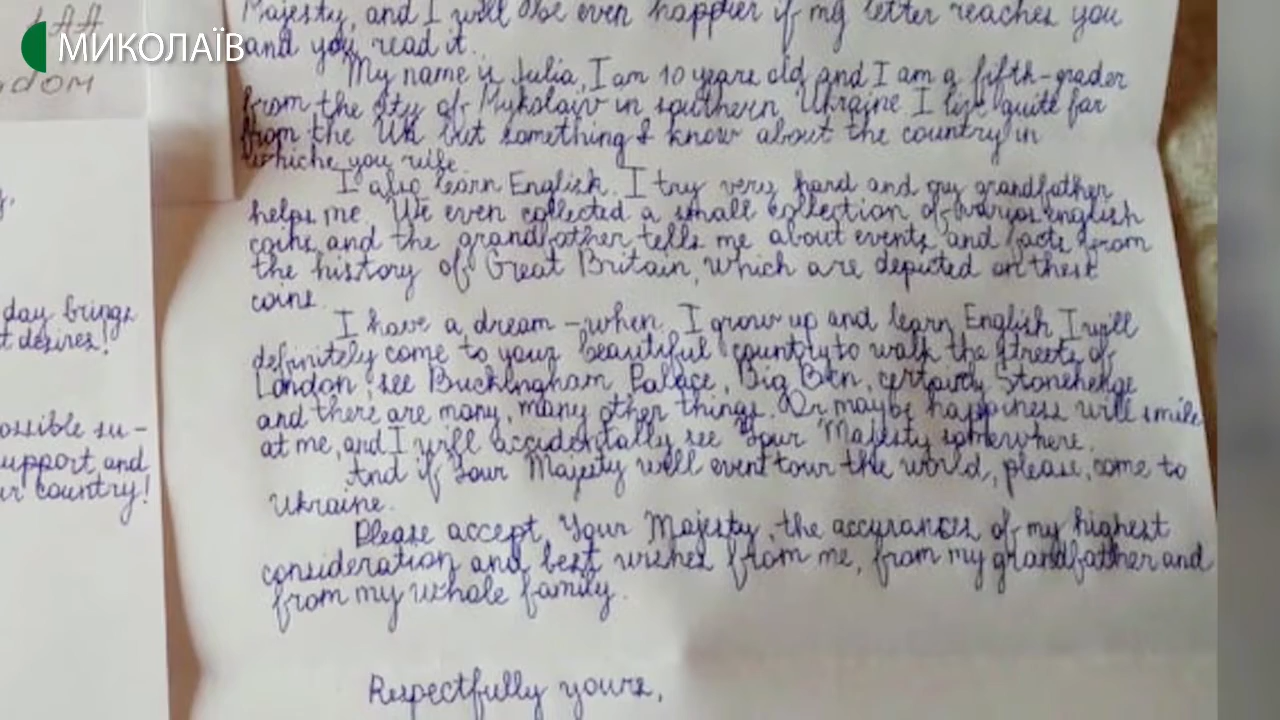 МИКОЛАЇВ
Majesty, and I will be even happier if my letter reaches you
and you read it.
My name is Julia, I am 10 years old and I am a fifth-grader
from the city of Mykolaiv in southern Ukraine I live quite far
from the UK but something I know about the country in
whiche you rule.
I also learn English. I try very hard and my grandfather
helps me. We even collected a small collection of english
coins, and the grandfather tells me about events and facts from
the history of Great Britain, which are depicted on these
coins.
I have a dream – when I grow up and learn English I will
definitely come to your beautiful country to walk the streets of
London, see Buckingham Palace, Big Ben, certainly Stonehenge
and there are many, many other things. Or maybe happiness will smile
at me, and I will accidentally see Your Majesty somewhere.
And if Your Majesty will event tour the world, please, come to
Ukraine.
Please accept, Your Majesty, the assurances of my highest
consideration and best wishes from me, from my grandfather and
from my whole family.
Respectfully yours,
dom
day brings
t desires!
ossible su-
upport, and
ur country!